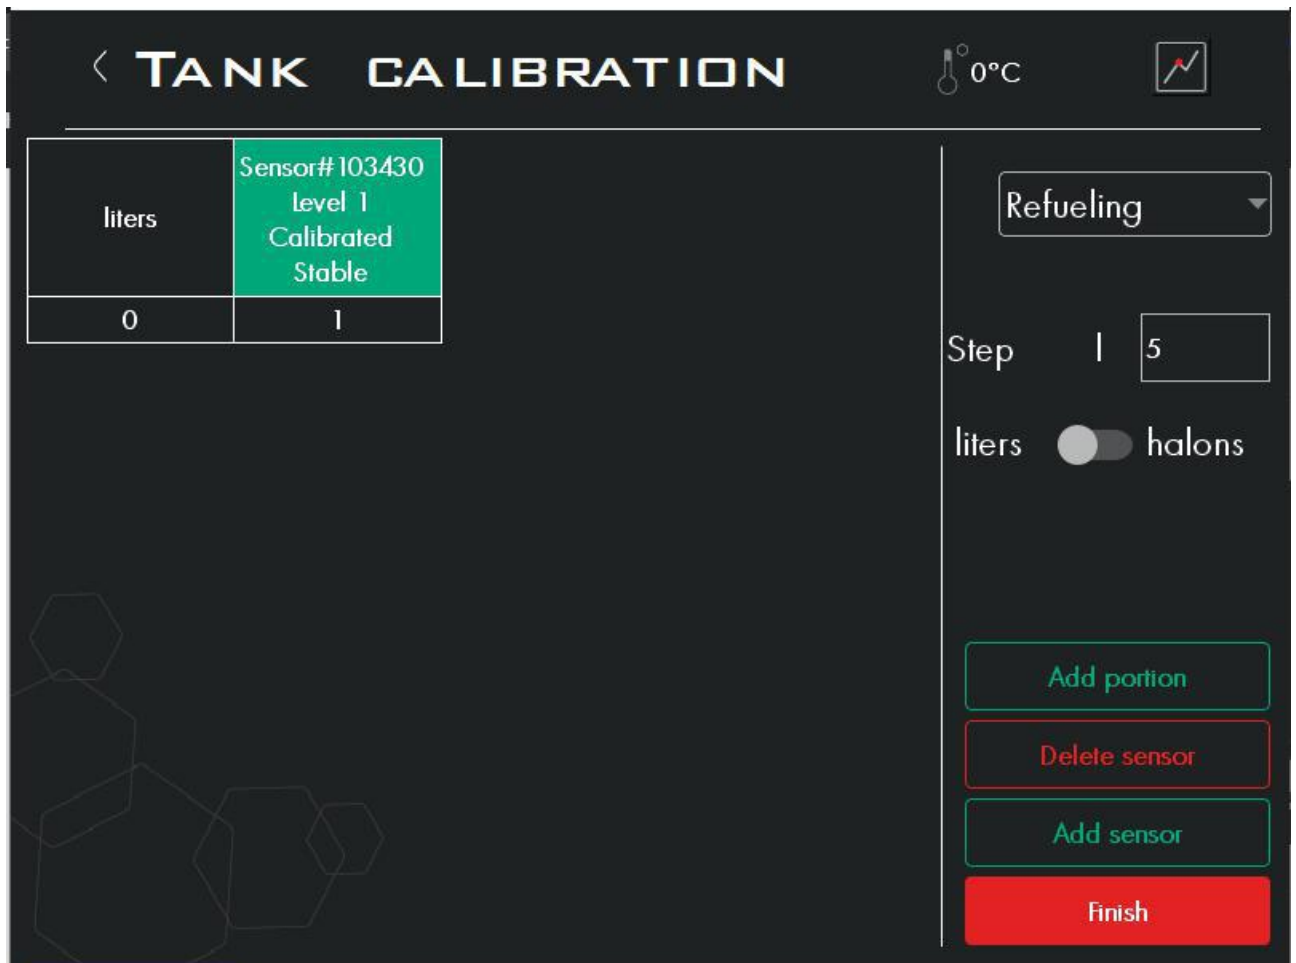 TANK CALIBRATION
0°C
liters
Sensor#103430
Level 1
Calibrated
Stable
0 1
Refueling
Step l 5
liters halons
Add portion
Delete sensor
Add sensor
Finish